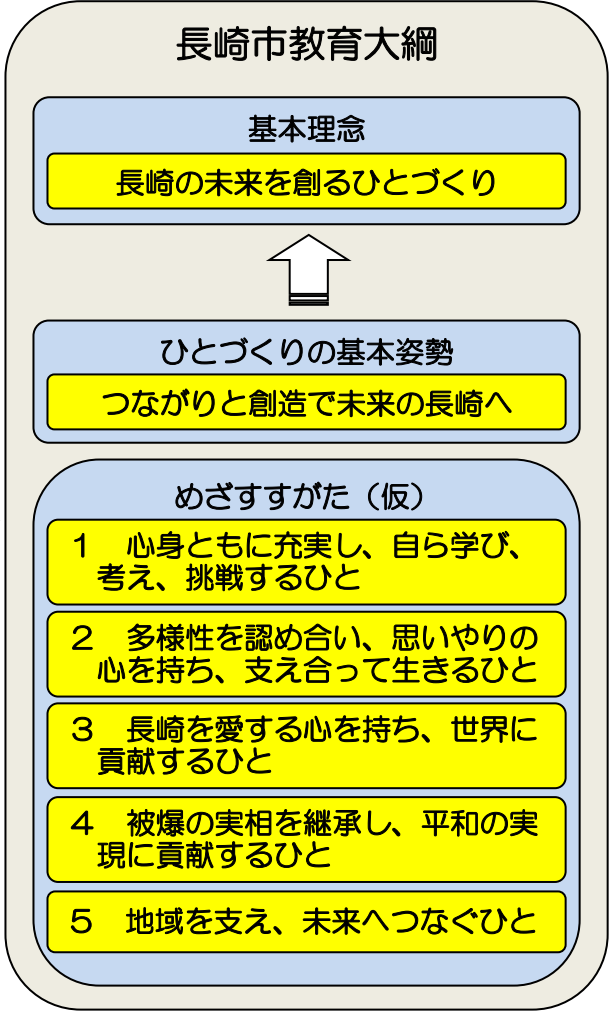 長崎市教育大綱
基本理念
長崎の未来を創るひとづくり
ひとづくりの基本姿勢
つながりと創造で未来の長崎へ
めざすすがた（仮）
１　心身ともに充実し、自ら学び、
考え、挑戦するひと
２　多様性を認め合い、思いやりの
心を持ち、支え合って生きるひと
３　長崎を愛する心を持ち、世界に
貢献するひと
４　被爆の実相を継承し、平和の実
現に貢献するひと
５　地域を支え、未来へつなぐひと